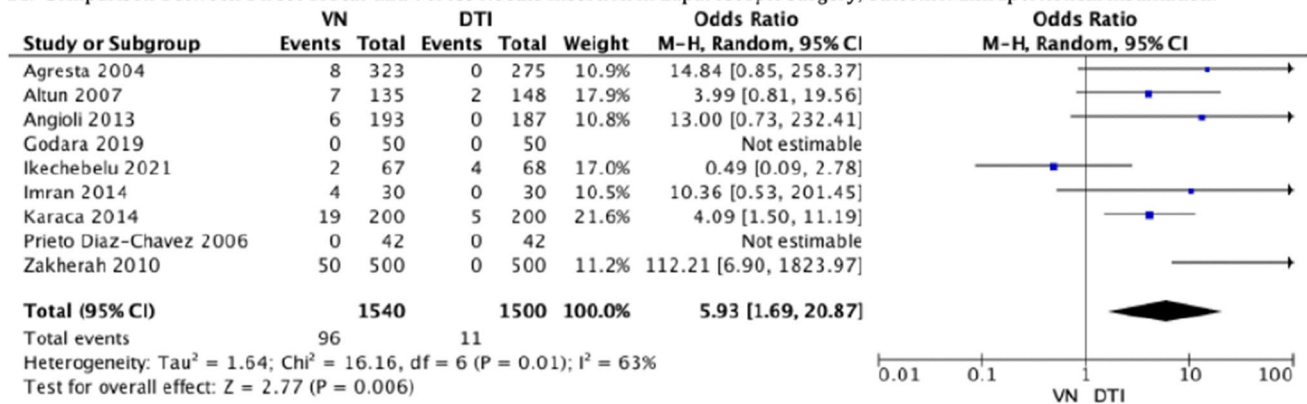 VN DTI Odds Ratio Odds Ratio
Study or Subgroup Events Total Events Total Weight M-H, Random, 95% CI M-H, Random, 95% CI
Agresta 2004 8 323 0 275 10.9% 14.84 [0.85, 258.37]
Altun 2007 7 135 2 148 17.9% 3.99 [0.81, 19.56]
Angioli 2013 6 193 0 187 10.8% 13.00 [0.73, 232.41]
Godara 2019 0 50 0 50 Not estimable
Ikechebelu 2021 2 67 4 68 17.0% 0.49 [0.09, 2.78]
Imran 2014 4 30 0 30 10.5% 10.36 [0.53, 201.45]
Karaca 2014 19 200 5 200 21.6% 4.09 [1.50, 11.19]
Prieto Diaz-Chavez 2006 0 42 0 42 Not estimable
Zakherah 2010 50 500 0 500 11.2% 112.21 [6.90, 1823.97]
Total (95% CI) 1540 1500 100.0% 5.93 [1.69, 20.87]
Total events 96 11
Heterogeneity: Tau² = 1.64; Chi² = 16.16, df = 6 (P = 0.01); I² = 63%
Test for overall effect: Z = 2.77 (P = 0.006)
0.01 0.1 1 10 100
VN DTI